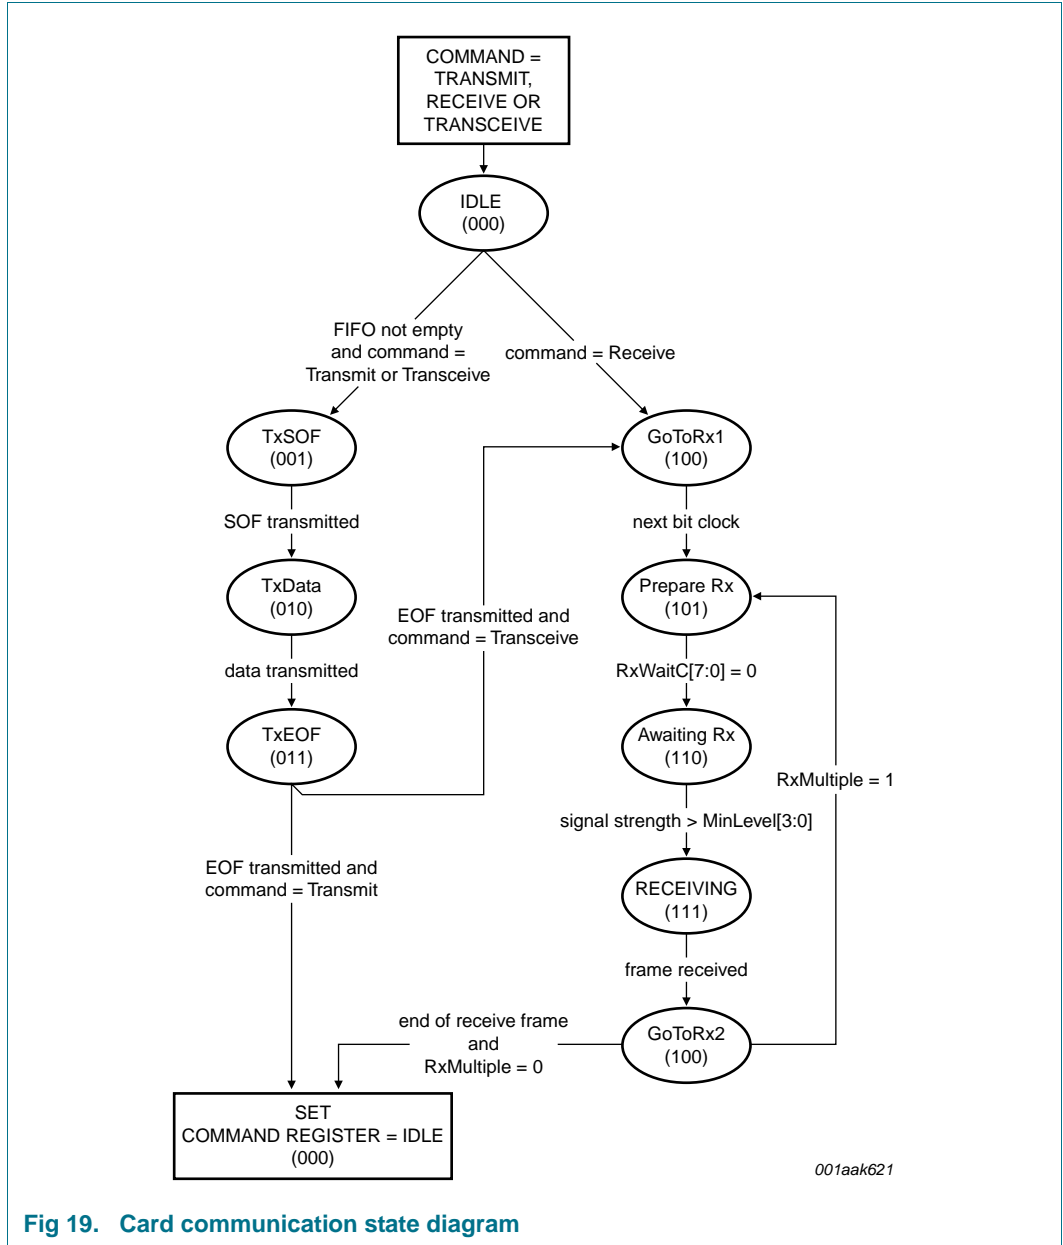 COMMAND =
TRANSMIT,
RECEIVE OR
TRANSCEIVE
IDLE
(000)
FIFO not empty
and command =
Transmit or Transceive
command = Receive
TxSOF
(001)
GoToRx1
(100)
SOF transmitted
next bit clock
TxData
(010)
Prepare Rx
(101)
EOF transmitted and
command = Transceive
data transmitted
RxWaitC[7:0] = 0
TxEOF
(011)
Awaiting Rx
(110)
RxMultiple = 1
signal strength > MinLevel[3:0]
EOF transmitted and
command = Transmit
RECEIVING
(111)
frame received
end of receive frame
and
RxMultiple = 0
GoToRx2
(100)
SET
COMMAND REGISTER = IDLE
(000)
001aak621
Fig 19. Card communication state diagram